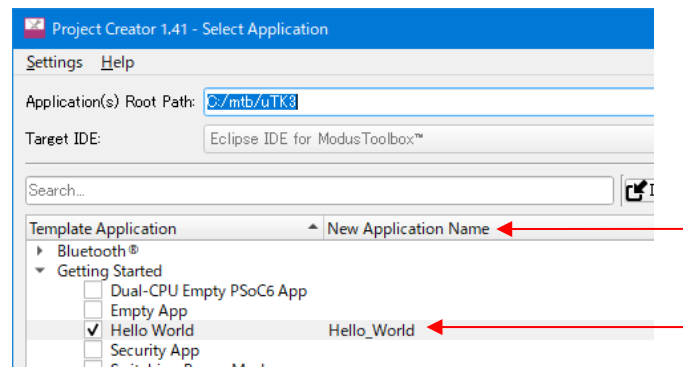 Project Creator 1.41 - Select Application
Settings Help
Application(s) Root Path: C:/mtb/uTK3
Target IDE: Eclipse IDE for ModusToolbox™
Search...
Template Application New Application Name
Bluetooth®
Getting Started
Dual-CPU Empty PSoC6 App
Empty App
Hello World Hello_World
Security App